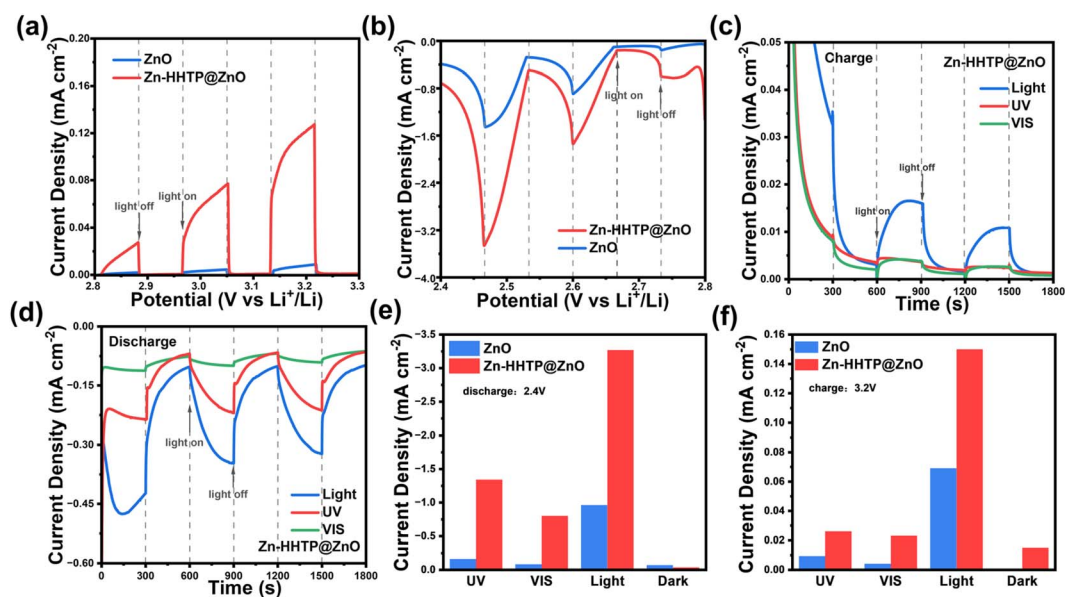 (a)
Current Density (mA cm⁻²)
0.20
0.16
0.12
0.08
0.04
0.00
ZnO
Zn-HHTP@ZnO
light off
light on
2.8 2.9 3.0 3.1 3.2 3.3
Potential (V vs Li⁺/Li)
(b)
Current Density (mA cm⁻²)
0.0
-0.8
-1.6
-2.4
-3.2
-4.0
light on
light off
Zn-HHTP@ZnO
ZnO
2.4 2.5 2.6 2.7 2.8
Potential (V vs Li⁺/Li)
(c)
Current Density (mA cm⁻²)
0.05
0.04
0.03
0.02
0.01
0.00
Charge
Zn-HHTP@ZnO
Light
UV
VIS
light off
light on
0 300 600 900 1200 1500 1800
Time (s)
(d)
Current Density (mA cm⁻²)
0.00
-0.15
-0.30
-0.45
-0.60
Discharge
light on
light off
Light
UV
VIS
Zn-HHTP@ZnO
0 300 600 900 1200 1500 1800
Time (s)
(e)
Current Density (mA cm⁻²)
-3.5
-3.0
-2.5
-2.0
-1.5
-1.0
-0.5
0.0
ZnO
Zn-HHTP@ZnO
discharge: 2.4V
UV VIS Light Dark
(f)
Current Density (mA cm⁻²)
0.16
0.14
0.12
0.10
0.08
0.06
0.04
0.02
0.00
ZnO
Zn-HHTP@ZnO
charge: 3.2V
UV VIS Light Dark